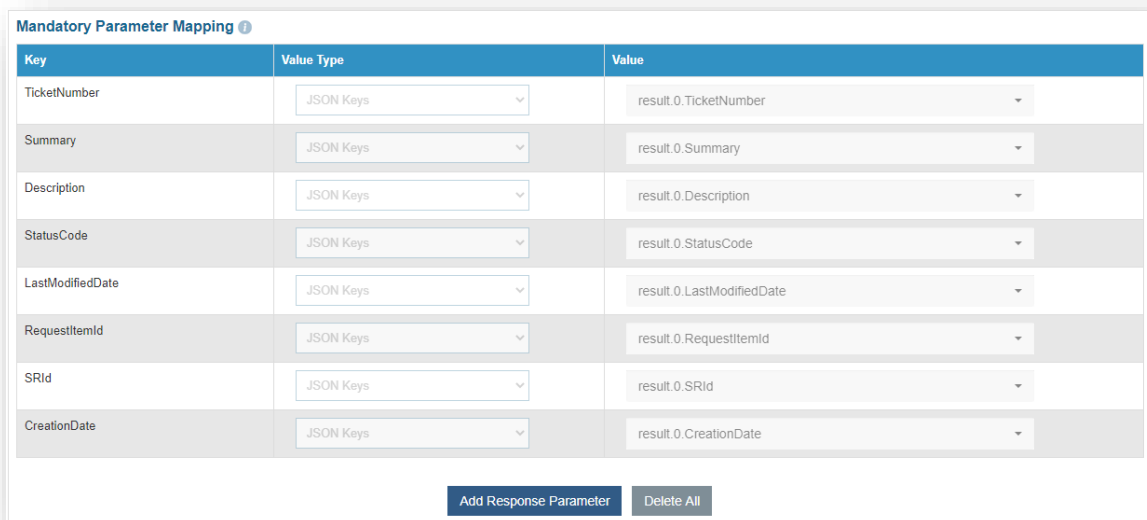 Mandatory Parameter Mapping i
Key Value Type Value
TicketNumber JSON Keys result.0.TicketNumber
Summary JSON Keys result.0.Summary
Description JSON Keys result.0.Description
StatusCode JSON Keys result.0.StatusCode
LastModifiedDate JSON Keys result.0.LastModifiedDate
RequestItemId JSON Keys result.0.RequestItemId
SRId JSON Keys result.0.SRId
CreationDate JSON Keys result.0.CreationDate
Add Response Parameter Delete All